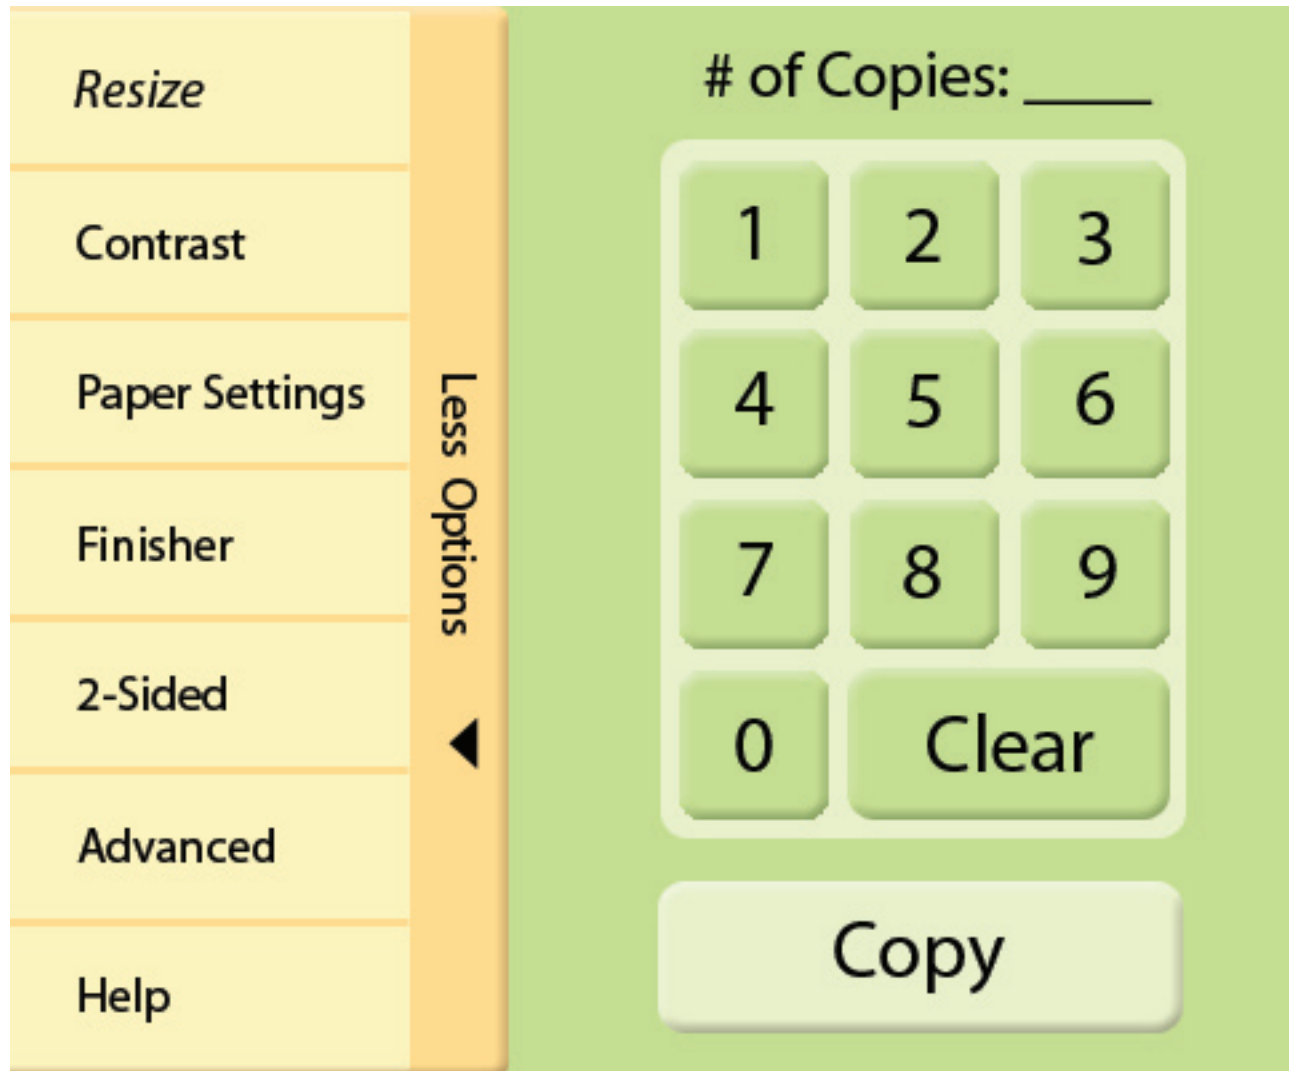 Resize
Contrast
Paper Settings
Finisher
2-Sided
Advanced
Help
Less Options
# of Copies: ____
1 2 3
4 5 6
7 8 9
0 Clear
Copy